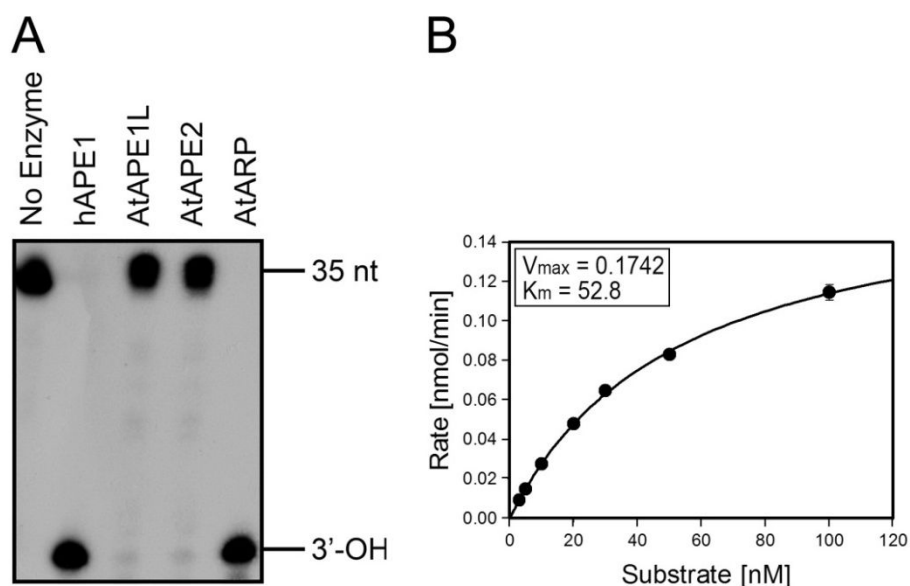 A
No Enzyme
hAPE1
AtAPE1L
AtAPE2
AtARP
35 nt
3’-OH
B
Vmax = 0.1742
Km = 52.8
Rate [nmol/min]
0.14
0.12
0.10
0.08
0.06
0.04
0.02
0.00
0 20 40 60 80 100 120
Substrate [nM]